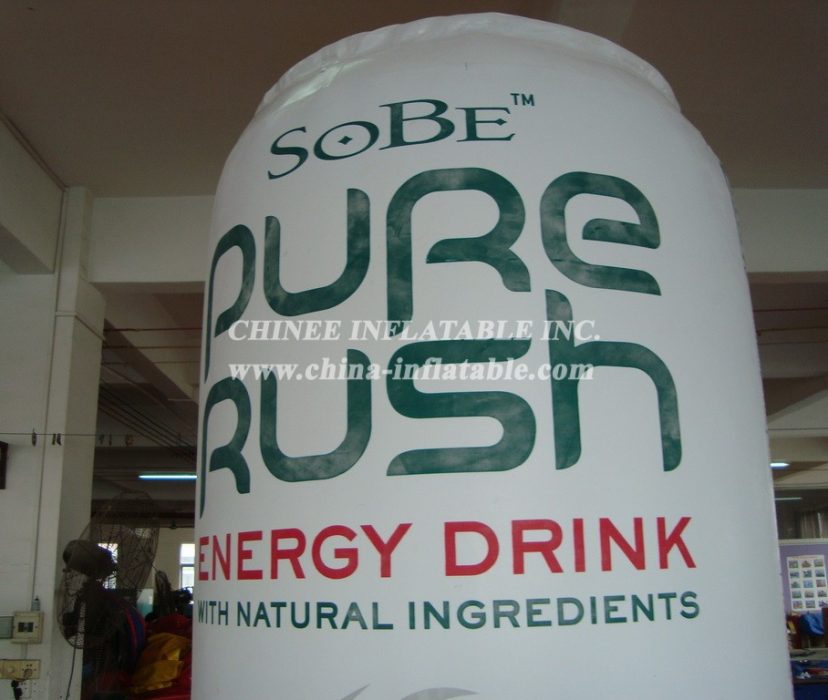 SOBE™
PURE
CHINEE INFLATABLE INC.
www.china-inflatable.com
RUSH
ENERGY DRINK
WITH NATURAL INGREDIENTS